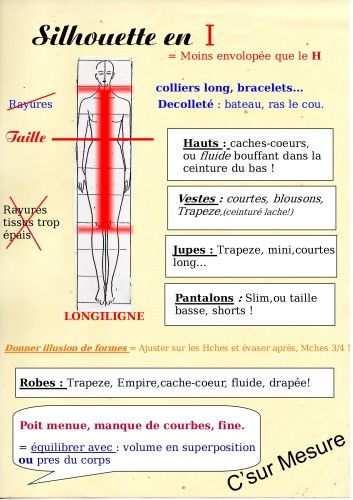 Silhouette en I
= Moins envolopée que le H
colliers long, bracelets...
Rayures
Decolleté : bateau, ras le cou.
Taille
Hauts : caches-coeurs,
ou fluide bouffant dans la
ceinture du bas !
Vestes : courtes, blousons,
Trapeze,(ceinturé lache!)
Rayures
tissus trop
épais
Jupes : Trapeze, mini,courtes
long...
Pantalons : Slim,ou taille
basse, shorts !
LONGILIGNE
Donner illusion de formes = Ajuster sur les Hches et évaser après, Mches 3/4 !
Robes : Trapeze, Empire,cache-coeur, fluide, drapée!
Poit menue, manque de courbes, fine.
= équilibrer avec : volume en superposition
ou pres du corps
C'sur Mesure